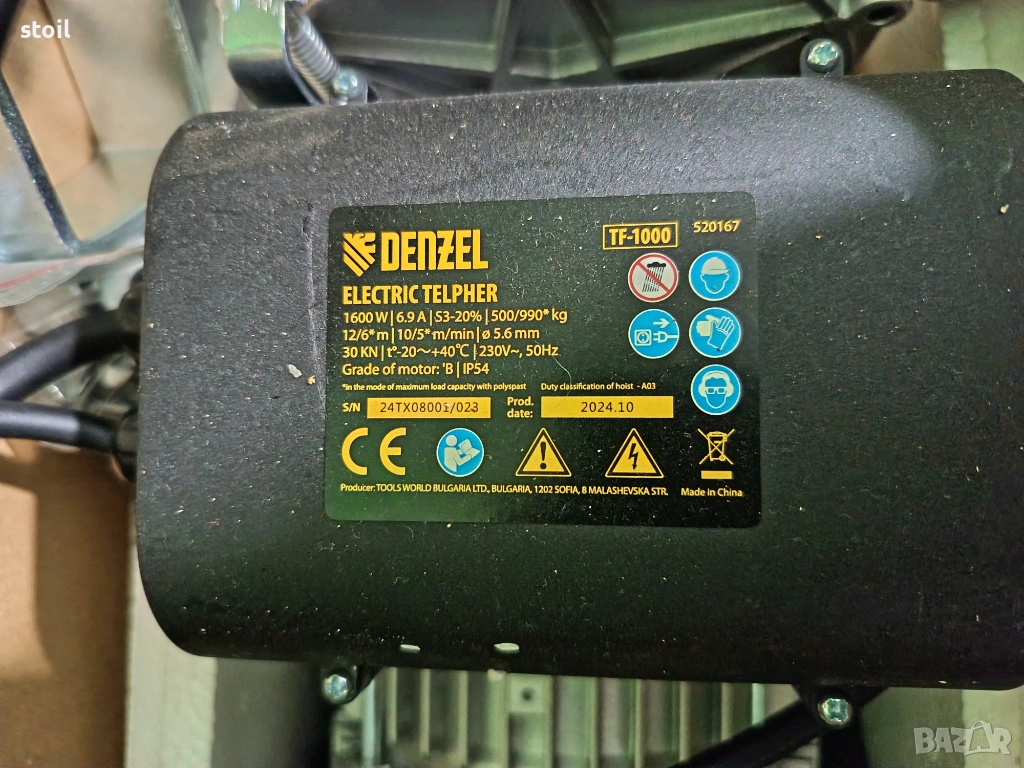 stoil
DENZEL
TF-1000
520167
ELECTRIC TELPHER
1600 W | 6.9 A | S3-20% | 500/990* kg
12/6* m | 10/5* m/min | ø 5.6 mm
30 KN | t°-20~+40℃ | 230V~, 50Hz
Grade of motor: 'B | IP54
*in the mode of maximum load capacity with polyspast
Duty classification of hoist - A03
S/N 24TX08001/023
Prod. date: 2024.10
CE
Producer: TOOLS WORLD BULGARIA LTD., BULGARIA, 1202 SOFIA, 8 MALASHEVSKA STR.
Made in China
BAZAR